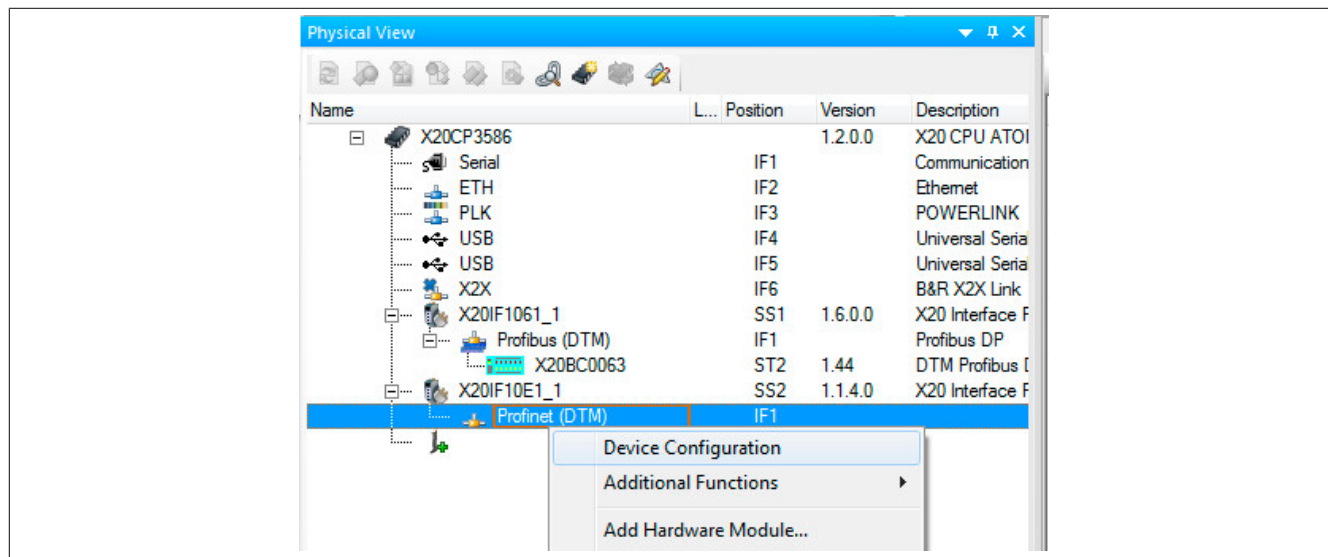 Physical View
Name L... Position Version Description
X20CP3586 1.2.0.0 X20 CPU ATO
Serial IF1 Communication
ETH IF2 Ethernet
PLK IF3 POWERLINK
USB IF4 Universal Seria
USB IF5 Universal Seria
X2X IF6 B&R X2X Link
X20IF1061_1 SS1 1.6.0.0 X20 Interface F
Profibus (DTM) IF1 Profibus DP
X20BC0063 ST2 1.44 DTM Profibus
X20IF10E1_1 SS2 1.1.4.0 X20 Interface F
Profinet (DTM) IF1
Device Configuration
Additional Functions
Add Hardware Module...